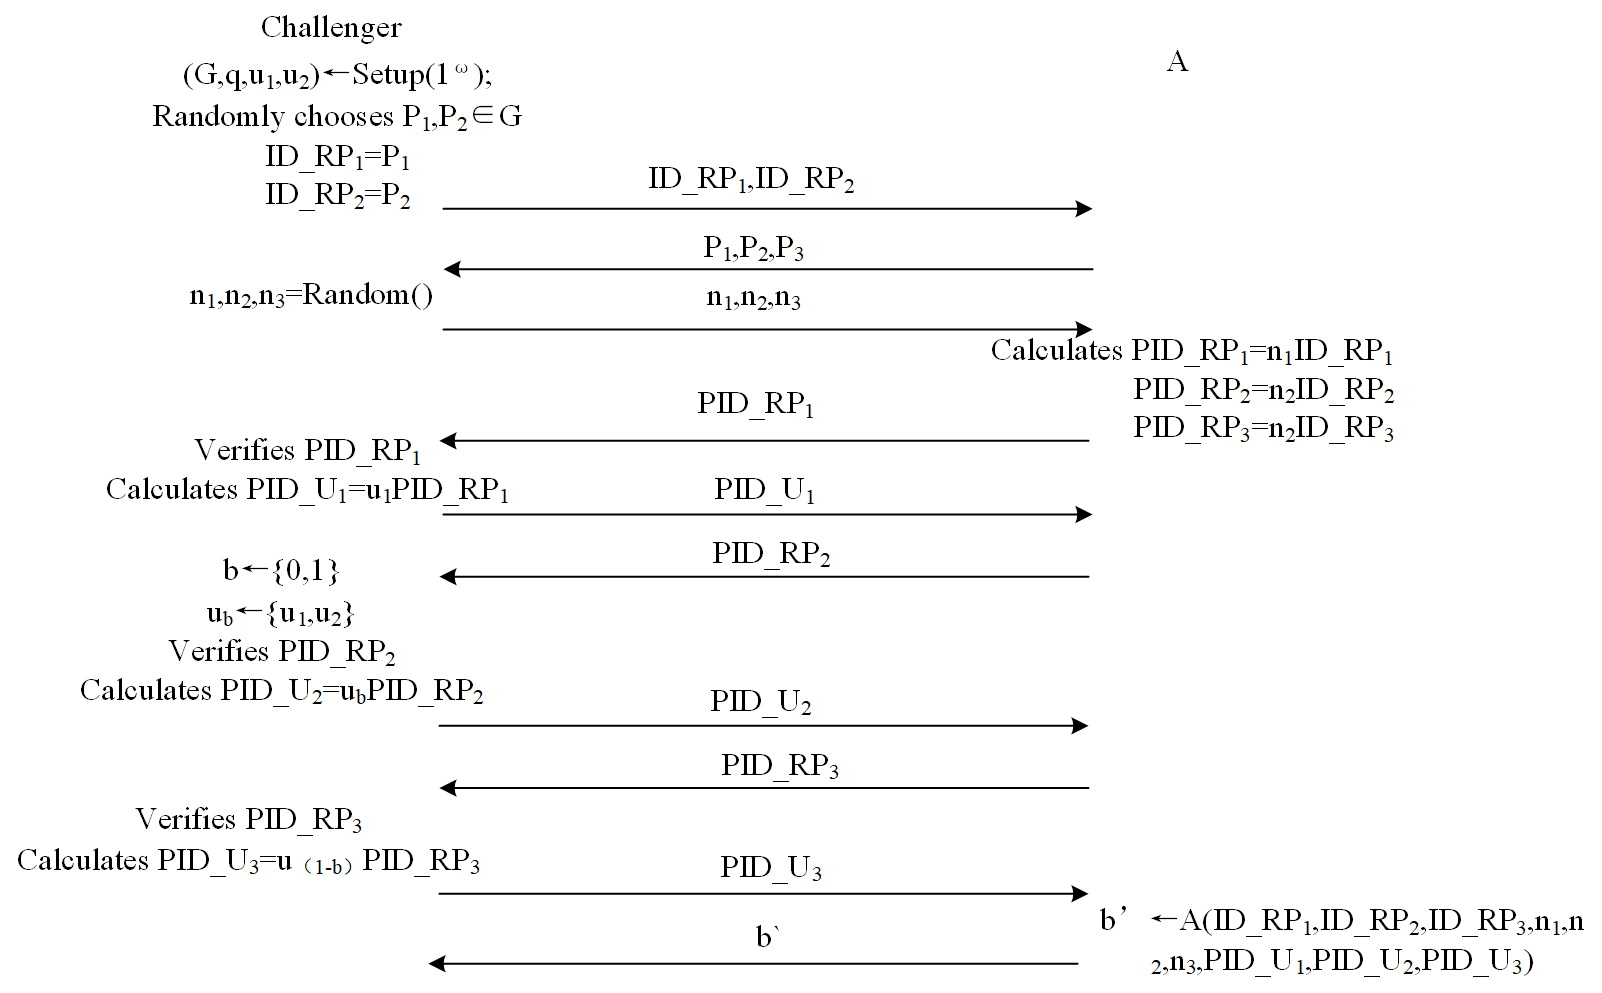 Challenger
A
(G,q,u₁,u₂)←Setup(1^ω);
Randomly chooses P₁,P₂∈G
ID_RP₁=P₁
ID_RP₂=P₂
ID_RP₁,ID_RP₂
P₁,P₂,P₃
n₁,n₂,n₃=Random()
n₁,n₂,n₃
Calculates PID_RP₁=n₁ID_RP₁
PID_RP₂=n₂ID_RP₂
PID_RP₃=n₂ID_RP₃
PID_RP₁
Verifies PID_RP₁
Calculates PID_U₁=u₁PID_RP₁
PID_U₁
PID_RP₂
b←{0,1}
u_b←{u₁,u₂}
Verifies PID_RP₂
Calculates PID_U₂=u_bPID_RP₂
PID_U₂
PID_RP₃
Verifies PID_RP₃
Calculates PID_U₃=u（1-b）PID_RP₃
PID_U₃
b’ ←A(ID_RP₁,ID_RP₂,ID_RP₃,n₁,n
₂,n₃,PID_U₁,PID_U₂,PID_U₃)
b`